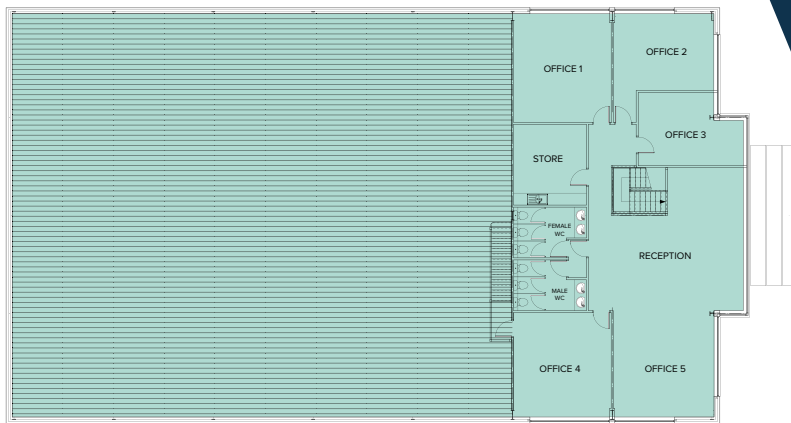 OFFICE 1
OFFICE 2
OFFICE 3
STORE
FEMALE
WC
RECEPTION
MALE
WC
OFFICE 4
OFFICE 5